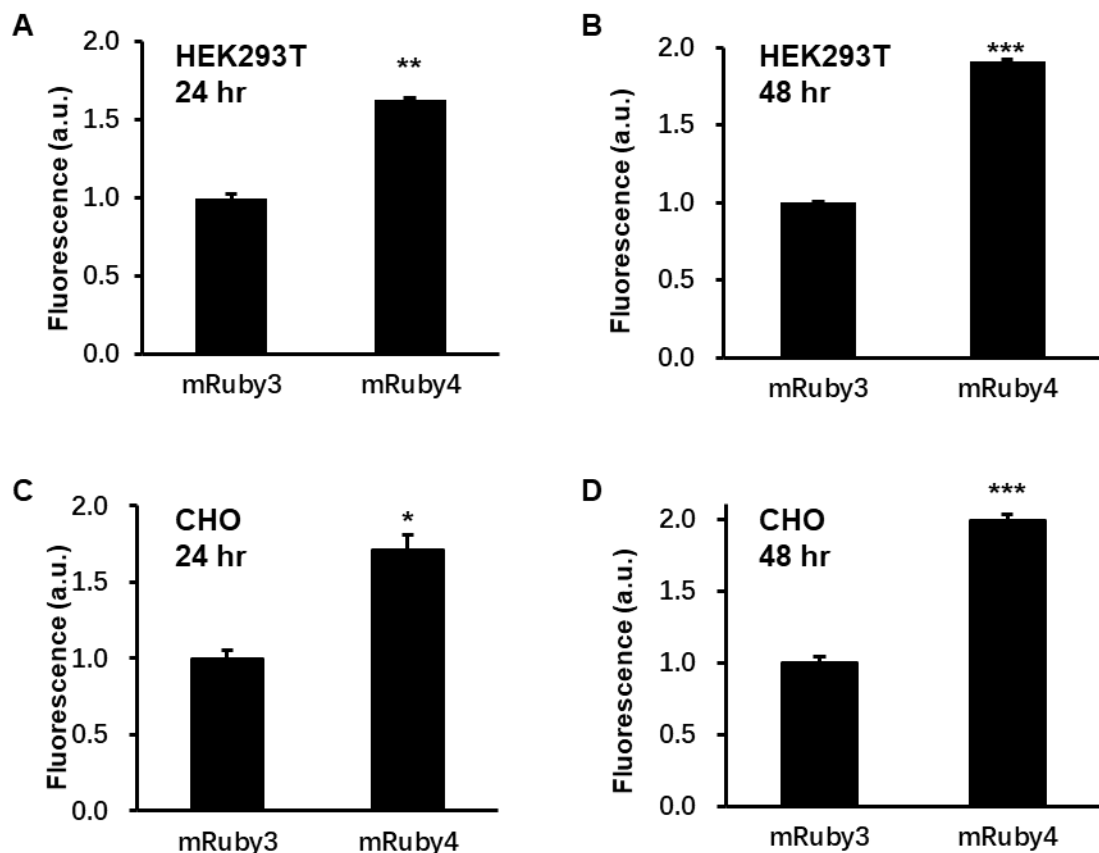 A
Fluorescence (a.u.)
2.0
1.5
1.0
0.5
0.0
HEK293T
24 hr
**
mRuby3
mRuby4
B
Fluorescence (a.u.)
2.0
1.5
1.0
0.5
0.0
HEK293T
48 hr
***
mRuby3
mRuby4
C
Fluorescence (a.u.)
2.0
1.5
1.0
0.5
0.0
CHO
24 hr
*
mRuby3
mRuby4
D
Fluorescence (a.u.)
2.0
1.5
1.0
0.5
0.0
CHO
48 hr
***
mRuby3
mRuby4